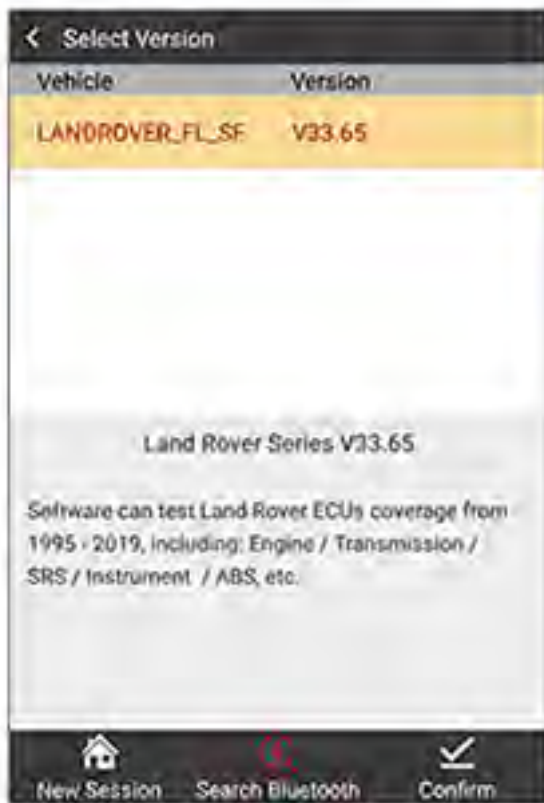 Select Version
Vehicle Version
LANDROVER_FL_SF V33.65
Land Rover Series V33.65
Software can test Land Rover ECUs coverage from
1995 - 2019, including: Engine / Transmission /
SRS / Instrument / ABS, etc.
New Session Search Bluetooth Confirm